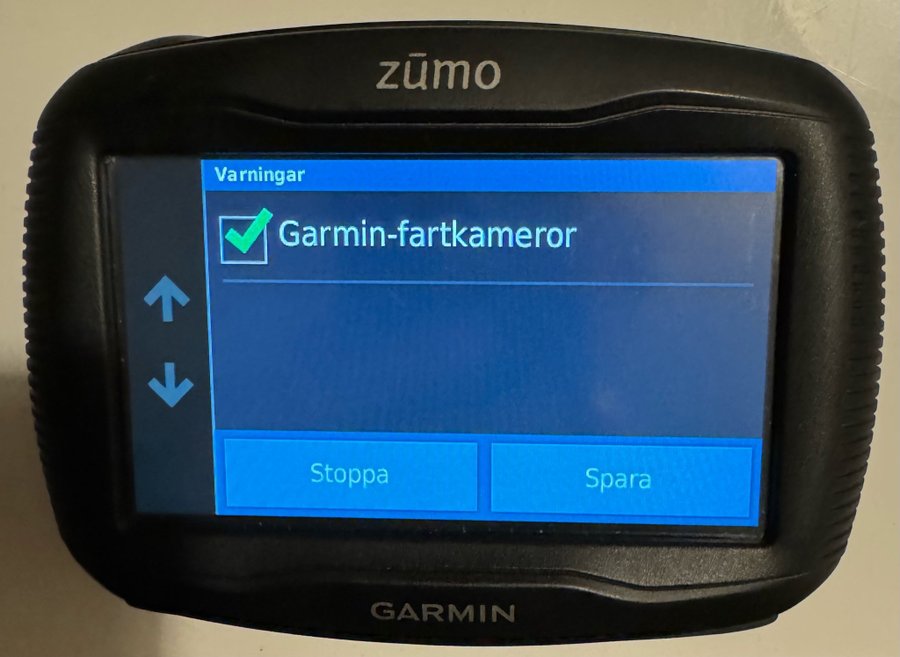 zūmo
Varningar
Garmin-fartkameror
Stoppa
Spara
GARMIN